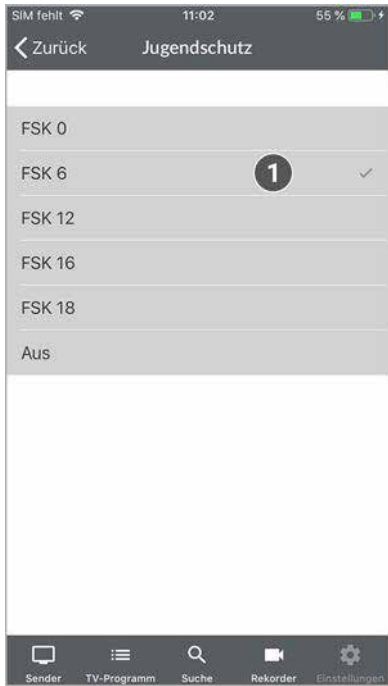 SIM fehlt 11:02 55 %
Zurück Jugendschutz
FSK 0
FSK 6 1
FSK 12
FSK 16
FSK 18
Aus
Sender TV-Programm Suche Rekorder Einstellungen